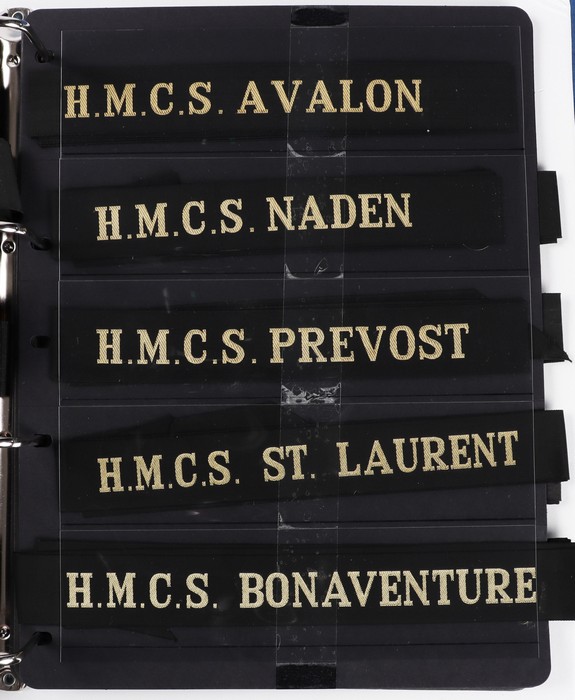 H.M.C.S. AVALON
H.M.C.S. NADEN
H.M.C.S. PREVOST
H.M.C.S. ST. LAURENT
H.M.C.S. BONAVENTURE